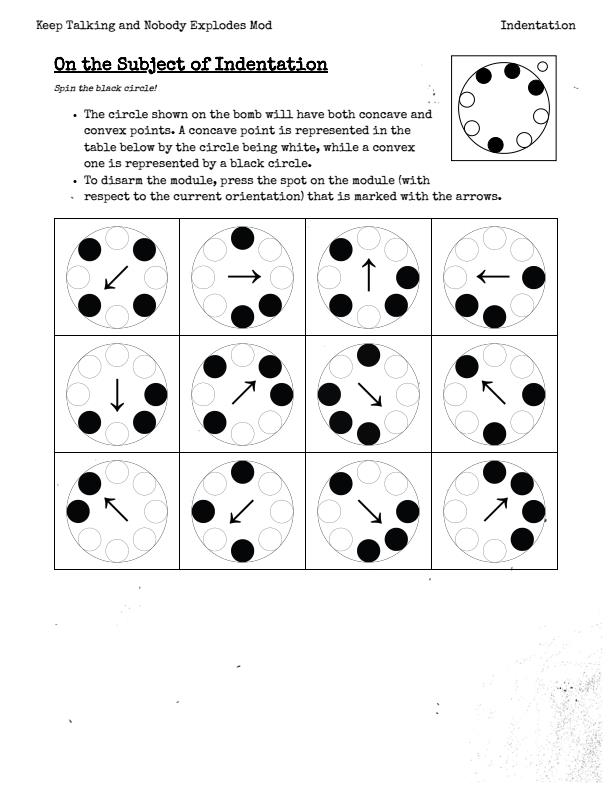 Keep Talking and Nobody Explodes Mod
Indentation
On the Subject of Indentation
Spin the black circle!
• The circle shown on the bomb will have both concave and
convex points. A concave point is represented in the
table below by the circle being white, while a convex
one is represented by a black circle.
• To disarm the module, press the spot on the module (with
respect to the current orientation) that is marked with the arrows.